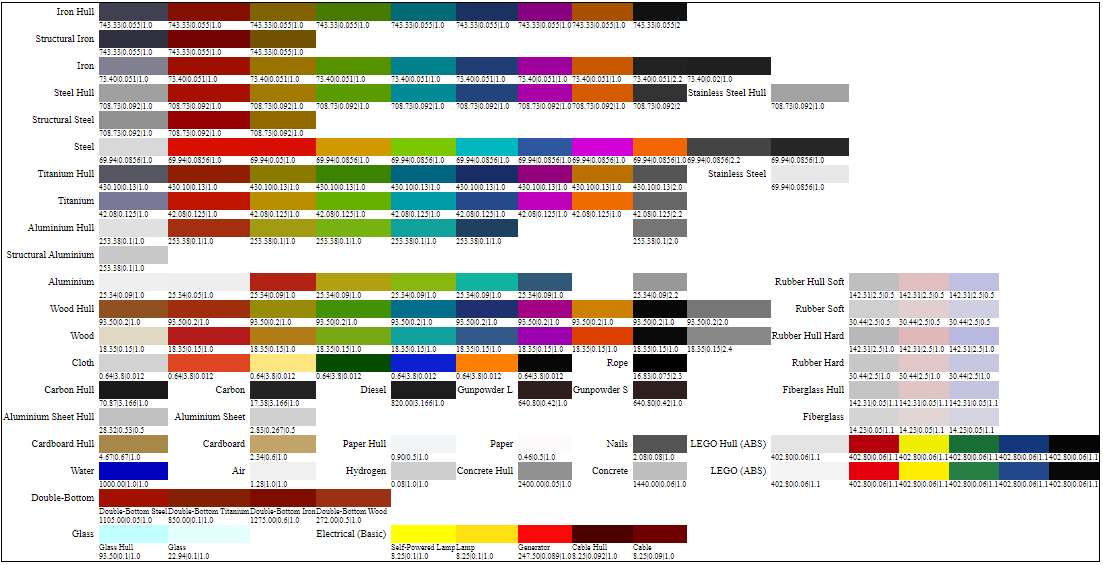 Iron Hull
743.33|0.055|1.0 743.33|0.055|1.0 743.33|0.055|1.0 743.33|0.055|1.0 743.33|0.055|1.0 743.33|0.055|1.0 743.33|0.055|1.0 743.33|0.055|1.0 743.33|0.055|2
Structural Iron
743.33|0.055|1.0 743.33|0.055|1.0 743.33|0.055|1.0
Iron
73.40|0.051|1.0 73.40|0.051|1.0 73.40|0.051|1.0 73.40|0.051|1.0 73.40|0.051|1.0 73.40|0.051|1.0 73.40|0.051|1.0 73.40|0.051|1.0 73.40|0.051|2.2 73.40|0.02|1.0
Steel Hull Stainless Steel Hull
708.73|0.092|1.0 708.73|0.092|1.0 708.73|0.092|1.0 708.73|0.092|1.0 708.73|0.092|1.0 708.73|0.092|1.0 708.73|0.092|1.0 708.73|0.092|1.0 708.73|0.092|2 708.73|0.092|1.0
Structural Steel
708.73|0.092|1.0 708.73|0.092|1.0 708.73|0.092|1.0
Steel
69.94|0.0856|1.0 69.94|0.0856|1.0 69.94|0.05|1.0 69.94|0.0856|1.0 69.94|0.0856|1.0 69.94|0.0856|1.0 69.94|0.0856|1.0 69.94|0.0856|1.0 69.94|0.0856|1.0 69.94|0.0856|2.2 69.94|0.0856|1.0
Titanium Hull Stainless Steel
430.10|0.13|1.0 430.10|0.13|1.0 430.10|0.13|1.0 430.10|0.13|1.0 430.10|0.13|1.0 430.10|0.13|1.0 430.10|0.13|1.0 430.10|0.13|1.0 430.10|0.13|2.0 69.94|0.0856|1.0
Titanium
42.08|0.125|1.0 42.08|0.125|1.0 42.08|0.125|1.0 42.08|0.125|1.0 42.08|0.125|1.0 42.08|0.125|1.0 42.08|0.125|1.0 42.08|0.125|1.0 42.08|0.125|2.2
Aluminium Hull
253.38|0.1|1.0 253.38|0.1|1.0 253.38|0.1|1.0 253.38|0.1|1.0 253.38|0.1|1.0 253.38|0.1|1.0 253.38|0.1|2.0
Structural Aluminium
253.38|0.1|1.0
Aluminium Rubber Hull Soft
25.34|0.09|1.0 25.34|0.05|1.0 25.34|0.09|1.0 25.34|0.09|1.0 25.34|0.09|1.0 25.34|0.09|1.0 25.34|0.09|1.0 25.34|0.09|2.2 142.31|2.5|0.5 142.31|2.5|0.5 142.31|2.5|0.5
Wood Hull Rubber Soft
93.50|0.2|1.0 93.50|0.2|1.0 93.50|0.2|1.0 93.50|0.2|1.0 93.50|0.2|1.0 93.50|0.2|1.0 93.50|0.2|1.0 93.50|0.2|1.0 93.50|0.2|1.0 93.50|0.2|2.0 30.44|2.5|0.5 30.44|2.5|0.5 30.44|2.5|0.5
Wood Rubber Hull Hard
18.35|0.15|1.0 18.35|0.15|1.0 18.35|0.15|1.0 18.35|0.15|1.0 18.35|0.15|1.0 18.35|0.15|1.0 18.35|0.15|1.0 18.35|0.15|1.0 18.35|0.15|1.0 18.35|0.15|2.4 142.31|2.5|1.0 142.31|2.5|1.0 142.31|2.5|1.0
Cloth Rope Rubber Hard
0.64|3.8|0.012 0.64|3.8|0.012 0.64|3.8|0.012 0.64|3.8|0.012 0.64|3.8|0.012 0.64|3.8|0.012 0.64|3.8|0.012 16.83|0.075|2.3 30.44|2.5|1.0 30.44|2.5|1.0 30.44|2.5|1.0
Carbon Hull Carbon Diesel Gunpowder L Gunpowder S Fiberglass Hull
70.87|3.166|1.0 17.38|3.166|1.0 820.00|3.166|1.0 640.80|0.42|1.0 640.80|0.42|1.0 142.31|0.05|1.1 142.31|0.05|1.1 142.31|0.05|1.1
Aluminium Sheet Hull Aluminium Sheet Fiberglass
28.32|0.53|0.5 2.83|0.267|0.5 14.23|0.05|1.1 14.23|0.05|1.1 14.23|0.05|1.1
Cardboard Hull Cardboard Paper Hull Paper Nails LEGO Hull (ABS)
4.67|0.67|1.0 2.34|0.6|1.0 0.90|0.5|1.0 0.46|0.5|1.0 2.08|0.08|1.0 402.80|0.06|1.1 402.80|0.06|1.1 402.80|0.06|1.1 402.80|0.06|1.1 402.80|0.06|1.1 402.80|0.06|1.1
Water Air Hydrogen Concrete Hull Concrete LEGO (ABS)
1000.00|1.0|1.0 1.28|1.0|1.0 0.08|1.0|1.0 2400.00|0.05|1.0 1440.00|0.06|1.0 402.80|0.06|1.1 402.80|0.06|1.1 402.80|0.06|1.1 402.80|0.06|1.1 402.80|0.06|1.1 402.80|0.06|1.1
Double-Bottom
Double-Bottom Steel Double-Bottom Titanium Double-Bottom Iron Double-Bottom Wood
1105.00|0.05|1.0 850.00|0.1|1.0 1275.00|0.6|1.0 272.00|0.5|1.0
Glass Electrical (Basic)
Glass Hull Glass Self-Powered Lamp Lamp Generator Cable Hull Cable
93.50|0.1|1.0 22.94|0.1|1.0 8.25|0.1|1.0 8.25|0.1|1.0 247.50|0.089|1.0 8.25|0.092|1.0 8.25|0.09|1.0